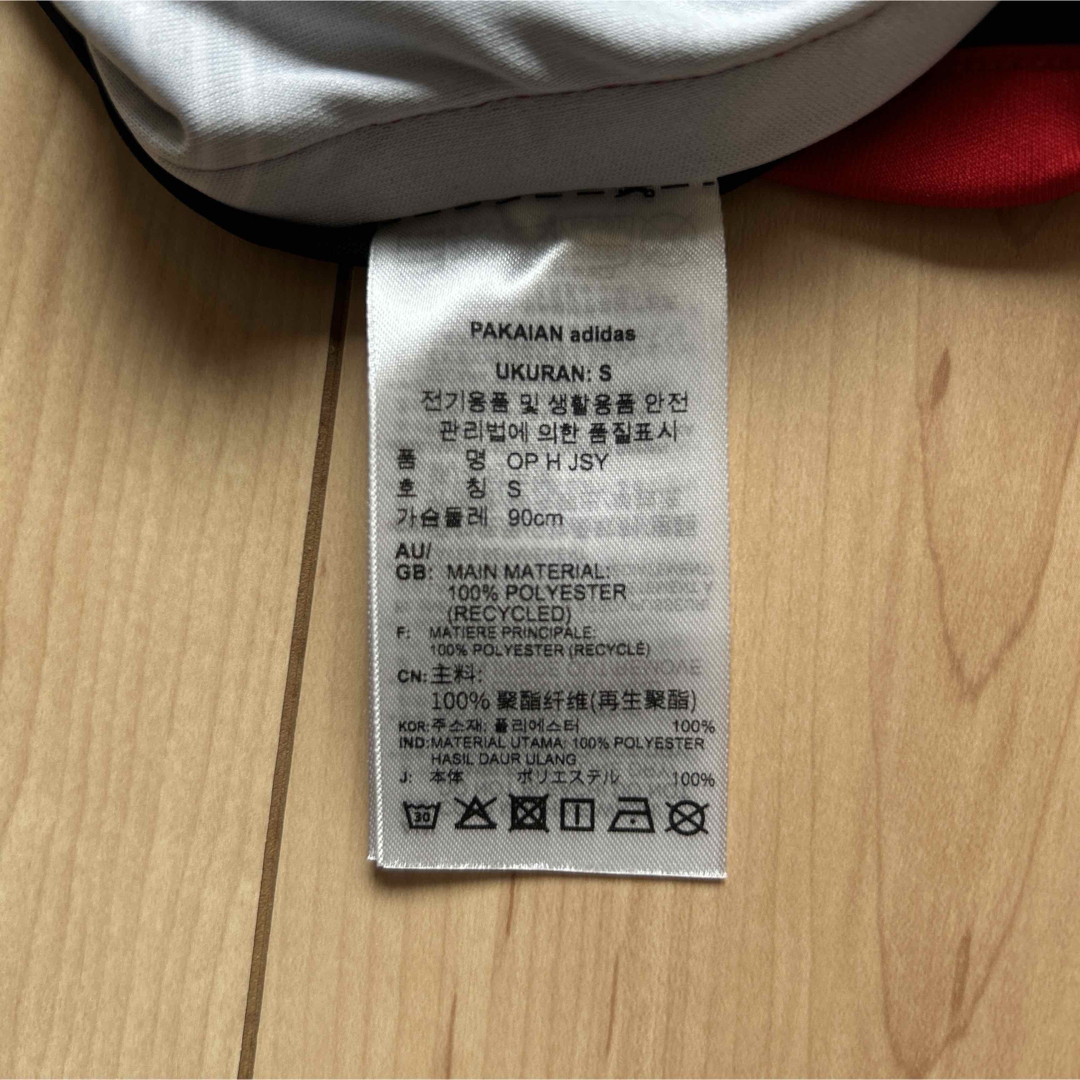 PAKAIAN adidas
UKURAN: S
전기용품 및 생활용품 안전
관리법에 의한 품질표시
품 명 OP H JSY
호 칭 S
가슴둘레 90cm
AU/
GB: MAIN MATERIAL:
100% POLYESTER
(RECYCLED)
F: MATIERE PRINCIPALE:
100% POLYESTER (RECYCLÉ)
CN: 主料:
100% 聚酯纤维(再生聚酯)
KOR: 주소재: 폴리에스터 100%
IND: MATERIAL UTAMA: 100% POLYESTER
HASIL DAUR ULANG
J: 本体 ポリエステル 100%
30